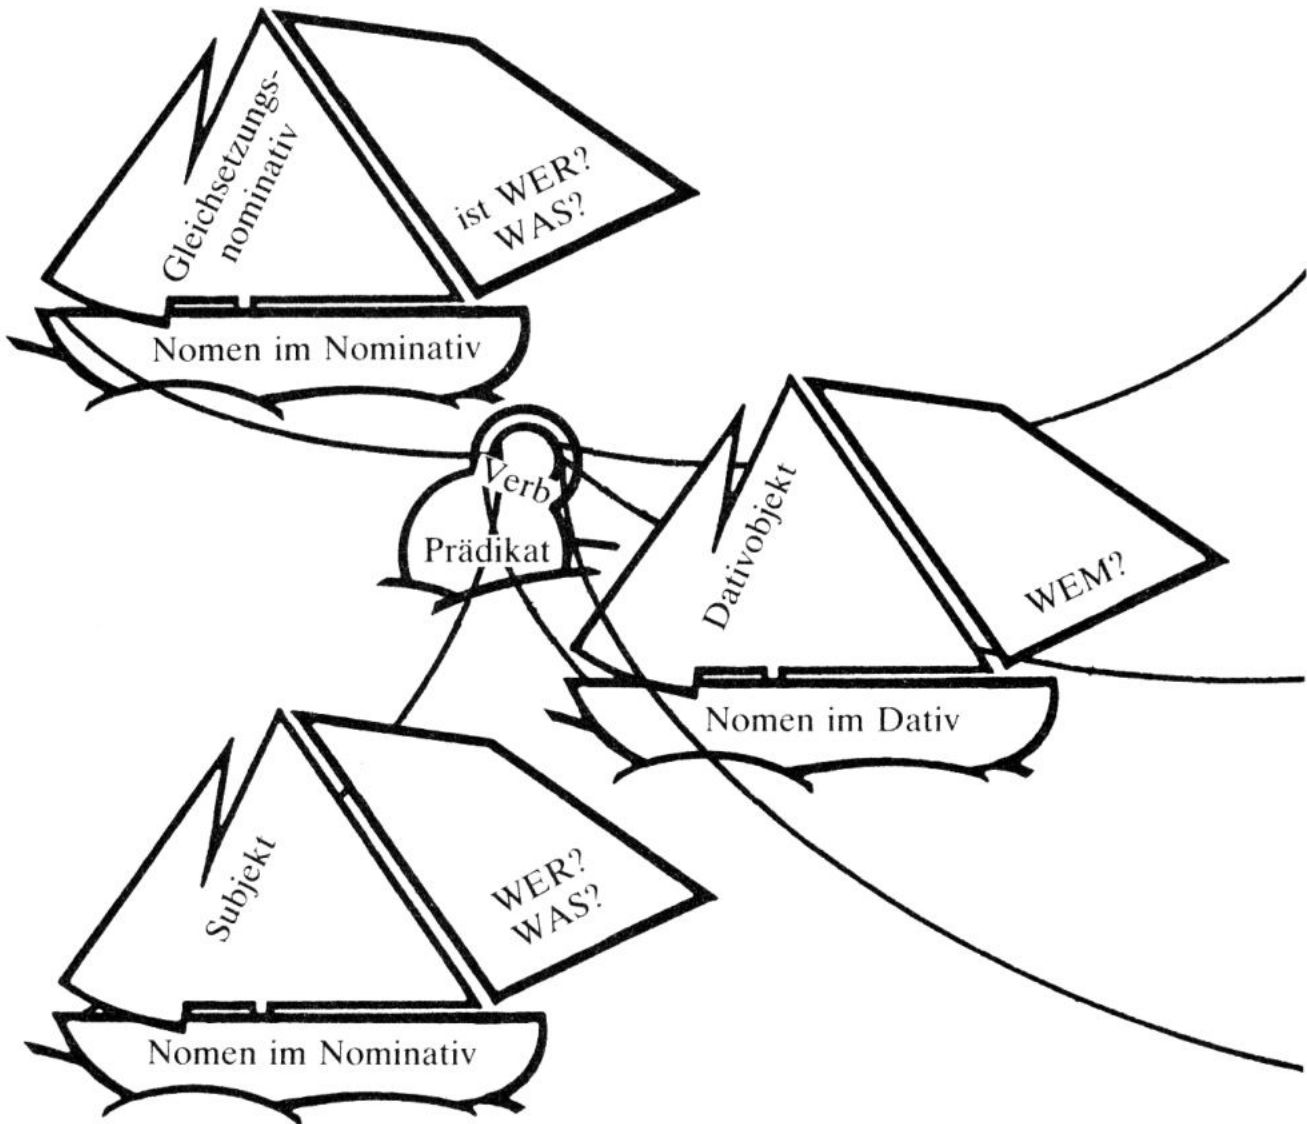 Gleichsetzungs-
nominativ
ist WER?
WAS?
Nomen im Nominativ
Verb
Prädikat
Dativobjekt
WEM?
Nomen im Dativ
Subjekt
WER?
WAS?
Nomen im Nominativ